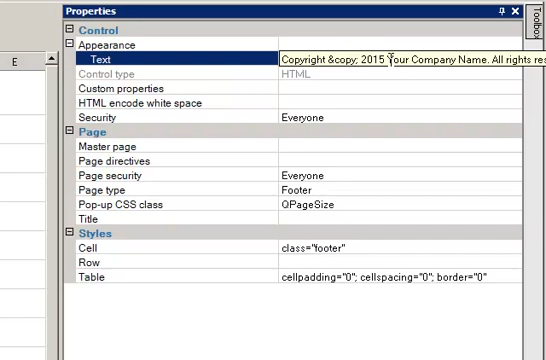 Properties
Toolbox
Control
Appearance
Text Copyright &copy; 2015 Your Company Name. All rights res
E
Control type HTML
Custom properties
HTML encode white space
Security Everyone
Page
Master page
Page directives
Page security Everyone
Page type Footer
Pop-up CSS class QPageSize
Title
Styles
Cell class="footer"
Row
Table cellpadding="0"; cellspacing="0"; border="0"